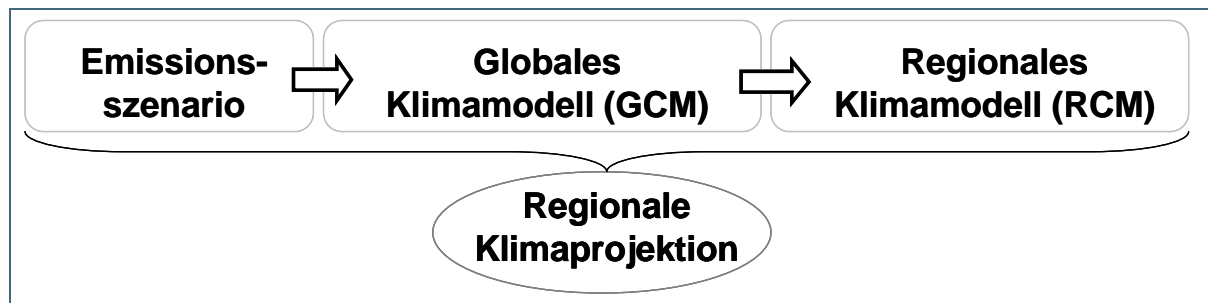 Emissions-
szenario
Globales
Klimamodell (GCM)
Regionales
Klimamodell (RCM)
Regionale
Klimaprojektion